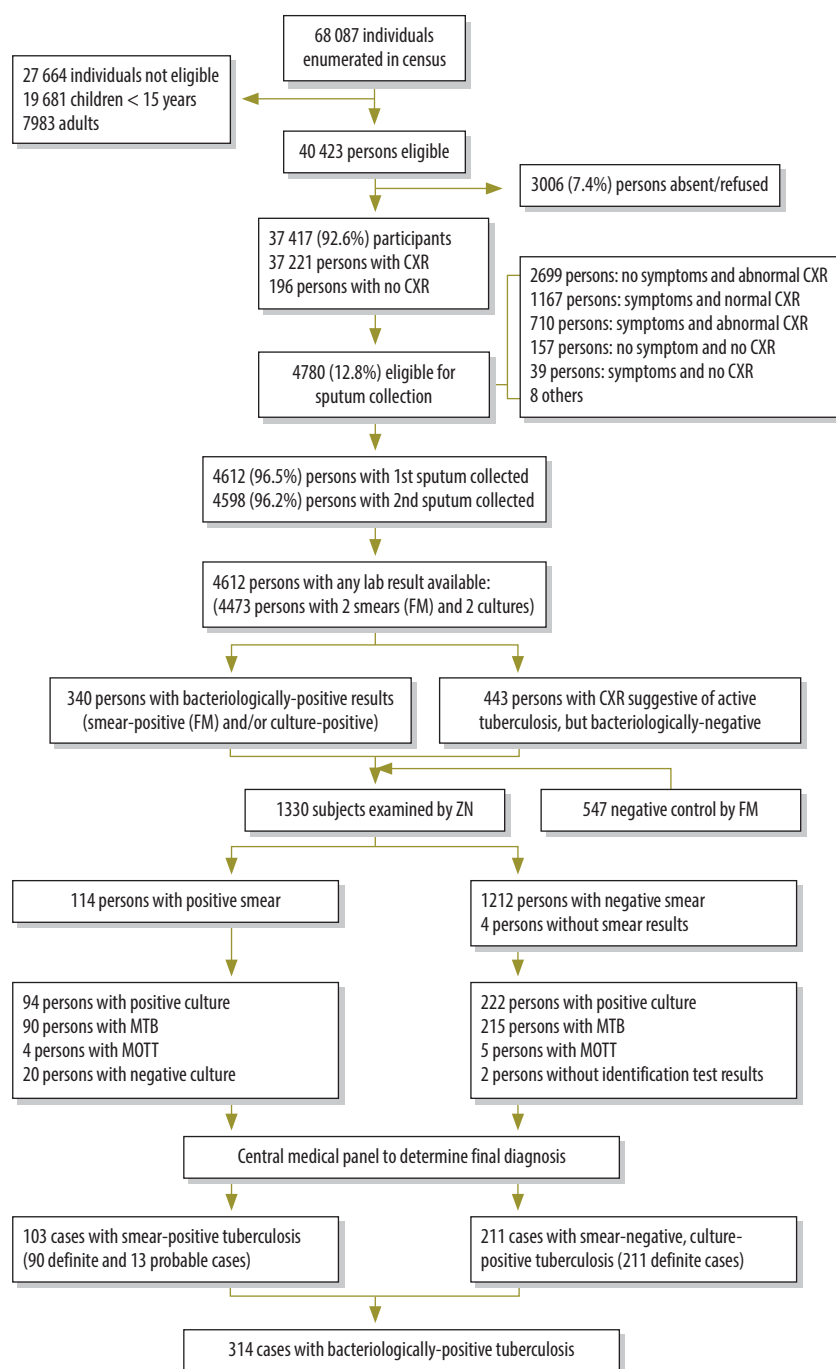 68 087 individuals
enumerated in census
27 664 individuals not eligible
19 681 children < 15 years
7983 adults
40 423 persons eligible
3006 (7.4%) persons absent/refused
37 417 (92.6%) participants
37 221 persons with CXR
196 persons with no CXR
2699 persons: no symptoms and abnormal CXR
1167 persons: symptoms and normal CXR
710 persons: symptoms and abnormal CXR
157 persons: no symptom and no CXR
39 persons: symptoms and no CXR
8 others
4780 (12.8%) eligible for
sputum collection
4612 (96.5%) persons with 1st sputum collected
4598 (96.2%) persons with 2nd sputum collected
4612 persons with any lab result available:
(4473 persons with 2 smears (FM) and 2 cultures)
340 persons with bacteriologically-positive results
(smear-positive (FM) and/or culture-positive)
443 persons with CXR suggestive of active
tuberculosis, but bacteriologically-negative
1330 subjects examined by ZN
547 negative control by FM
114 persons with positive smear
1212 persons with negative smear
4 persons without smear results
94 persons with positive culture
90 persons with MTB
4 persons with MOTT
20 persons with negative culture
222 persons with positive culture
215 persons with MTB
5 persons with MOTT
2 persons without identification test results
Central medical panel to determine final diagnosis
103 cases with smear-positive tuberculosis
(90 definite and 13 probable cases)
211 cases with smear-negative, culture-
positive tuberculosis (211 definite cases)
314 cases with bacteriologically-positive tuberculosis